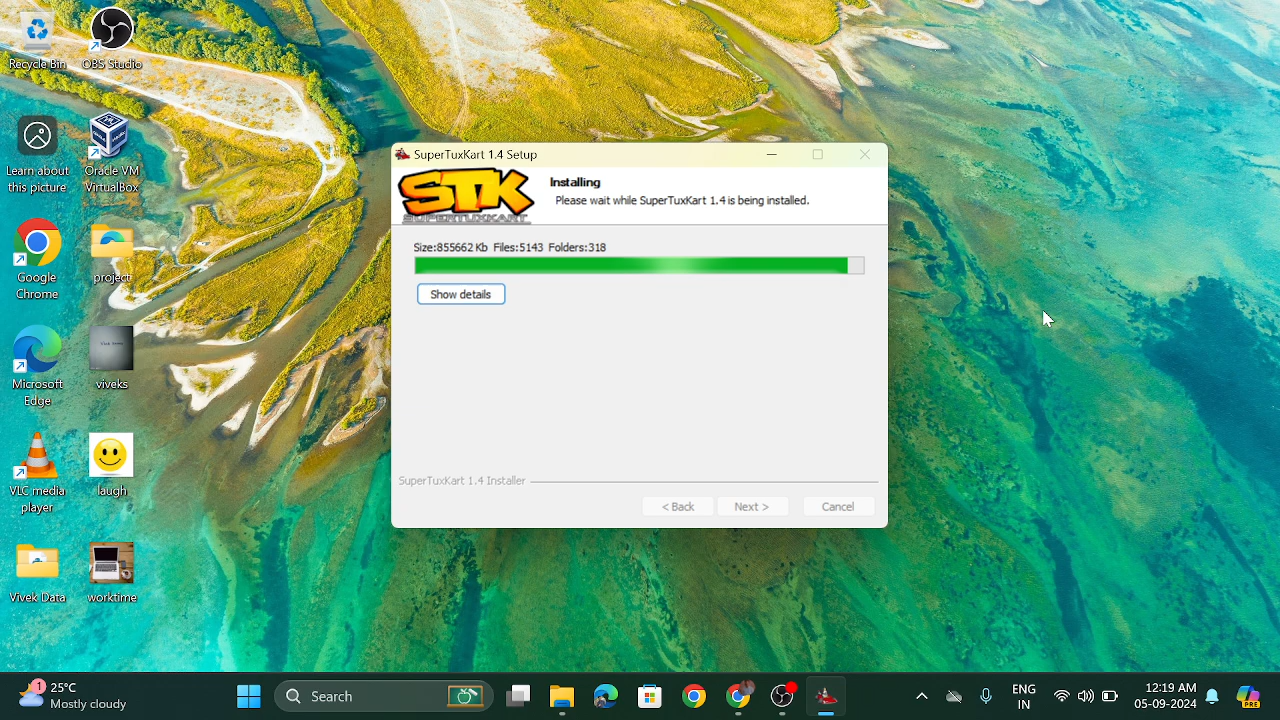 Recycle Bin
OBS Studio
Learn about
this picture
Oracle VM
VirtualBox
Google
Chrome
project
Microsoft
Edge
viveks
VLC media
player
laugh
Vivek Data
worktime
SuperTuxKart 1.4 Setup
STK
SUPERTUXKART
Installing
Please wait while SuperTuxKart 1.4 is being installed.
Size:855662 Kb Files:5143 Folders:318
Show details
SuperTuxKart 1.4 Installer
< Back
Next >
Cancel
1
25°C
Mostly cloudy
Search
ENG
IN
12:19 AM
05-09-2024
PRE